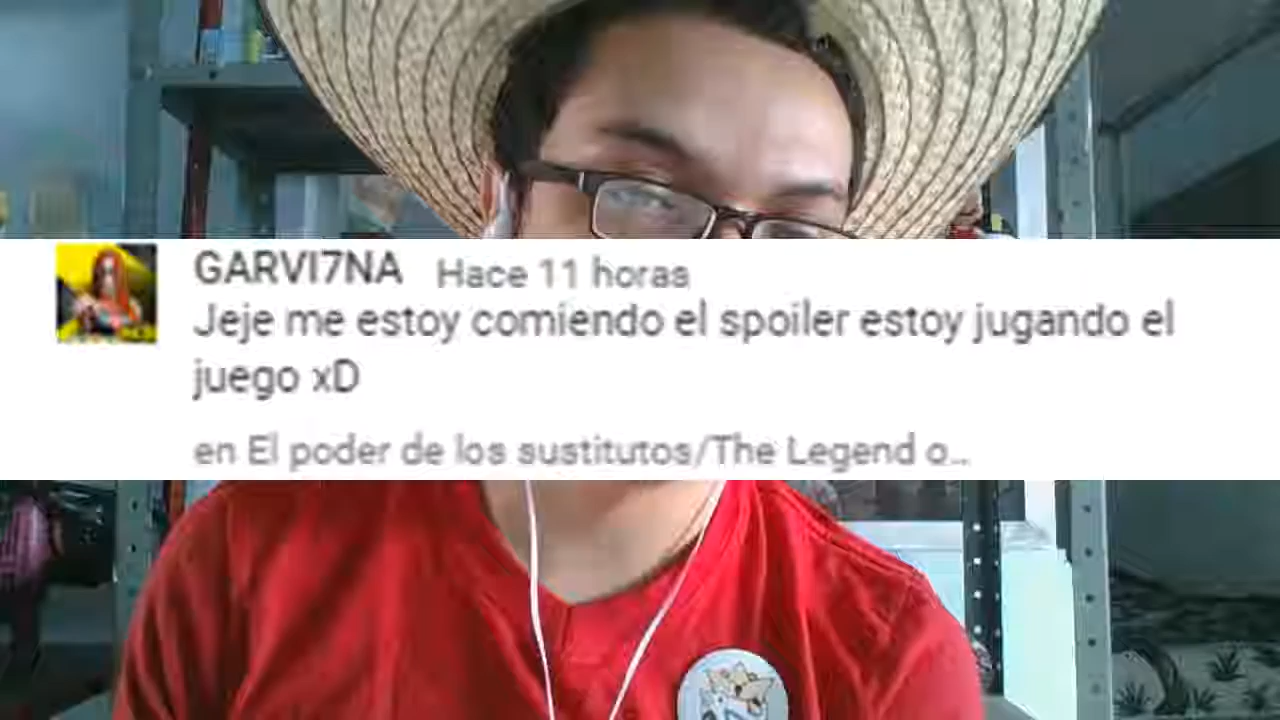 GARVI7NA Hace 11 horas
Jeje me estoy comiendo el spoiler estoy jugando el
juego xD
en El poder de los sustitutos/The Legend o...